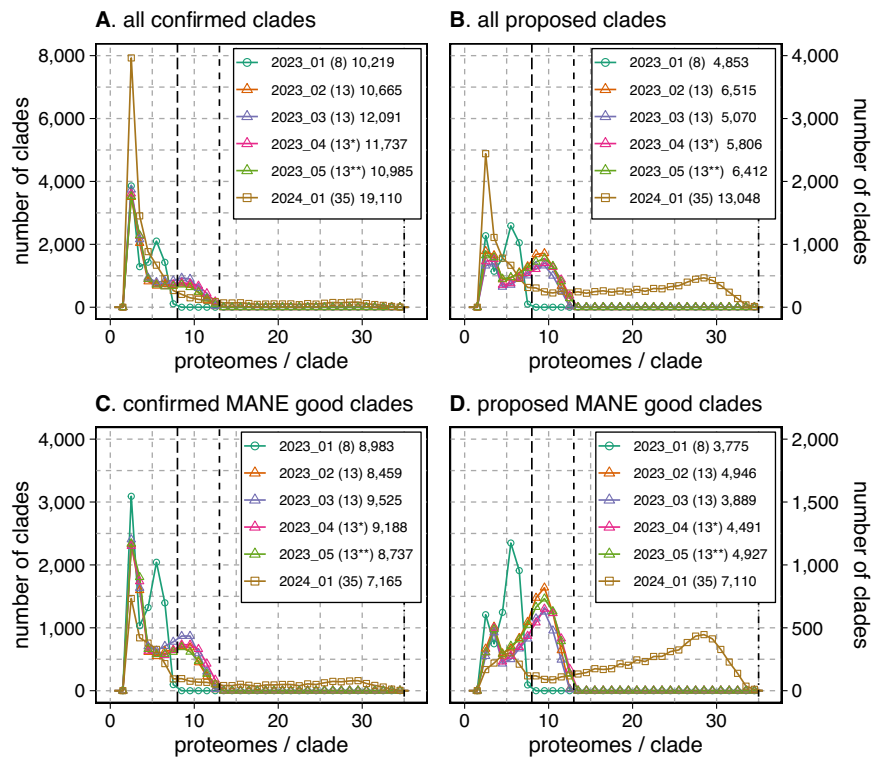 A. all confirmed clades
number of clades
8,000
6,000
4,000
2,000
0
2023_01 (8) 10,219
2023_02 (13) 10,665
2023_03 (13) 12,091
2023_04 (13*) 11,737
2023_05 (13**) 10,985
2024_01 (35) 19,110
0 10 20 30
proteomes / clade
B. all proposed clades
2023_01 (8) 4,853
2023_02 (13) 6,515
2023_03 (13) 5,070
2023_04 (13*) 5,806
2023_05 (13**) 6,412
2024_01 (35) 13,048
4,000
3,000
2,000
1,000
0
number of clades
0 10 20 30
proteomes / clade
C. confirmed MANE good clades
number of clades
4,000
3,000
2,000
1,000
0
2023_01 (8) 8,983
2023_02 (13) 8,459
2023_03 (13) 9,525
2023_04 (13*) 9,188
2023_05 (13**) 8,737
2024_01 (35) 7,165
0 10 20 30
proteomes / clade
D. proposed MANE good clades
2023_01 (8) 3,775
2023_02 (13) 4,946
2023_03 (13) 3,889
2023_04 (13*) 4,491
2023_05 (13**) 4,927
2024_01 (35) 7,110
2,000
1,500
1,000
500
0
number of clades
0 10 20 30
proteomes / clade